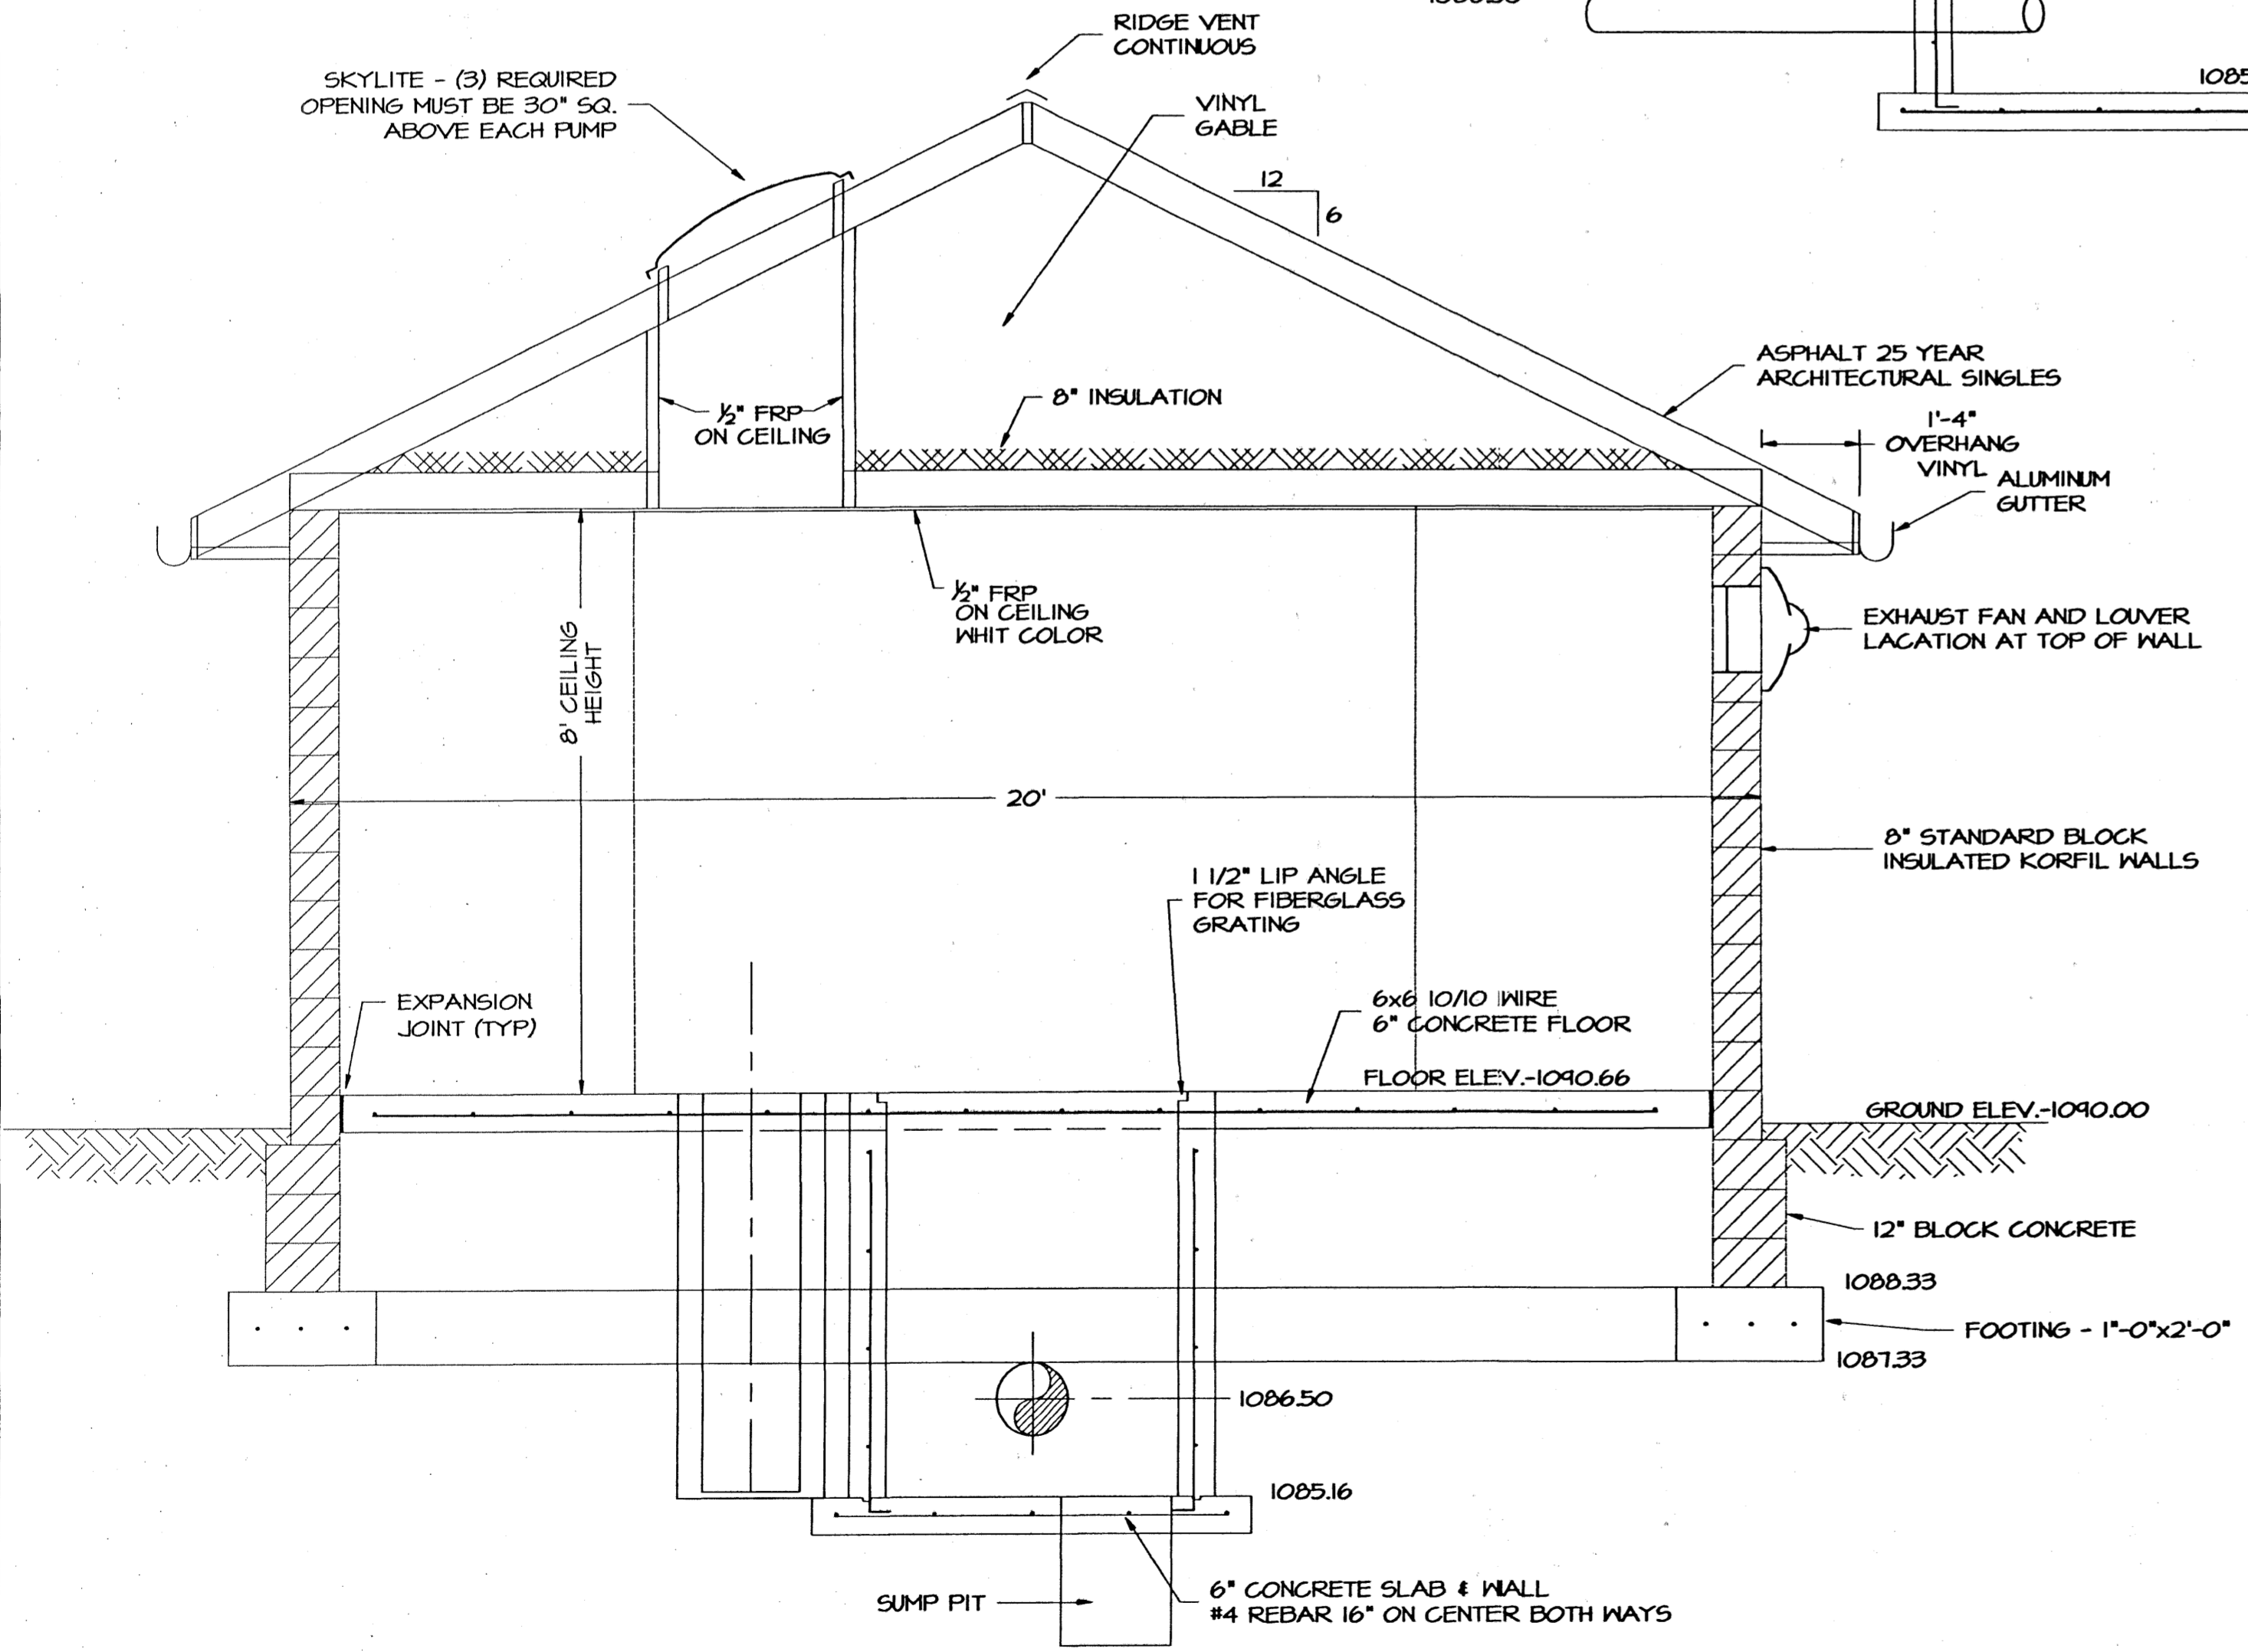 RIDGE VENT
CONTINUOUS
SKYLITE - (3) REQUIRED
OPENING MUST BE 30" SQ.
ABOVE EACH PUMP
VINYL
GABLE
12
6
1085
ASPHALT 25 YEAR
ARCHITECTURAL SINGLES
1'-4"
OVERHANG
VINYL
ALUMINUM
GUTTER
8" INSULATION
½" FRP
ON CEILING
½" FRP
ON CEILING
WHIT COLOR
EXHAUST FAN AND LOUVER
LACATION AT TOP OF WALL
8' CEILING
HEIGHT
20'
8" STANDARD BLOCK
INSULATED KORFIL WALLS
1 1/2" LIP ANGLE
FOR FIBERGLASS
GRATING
EXPANSION
JOINT (TYP)
6x6 10/10 WIRE
6" CONCRETE FLOOR
FLOOR ELEV.-1090.66
GROUND ELEV.-1090.00
12" BLOCK CONCRETE
1088.33
FOOTING - 1"-0"x2'-0"
1087.33
1086.50
1085.16
SUMP PIT
6" CONCRETE SLAB & WALL
#4 REBAR 16" ON CENTER BOTH WAYS